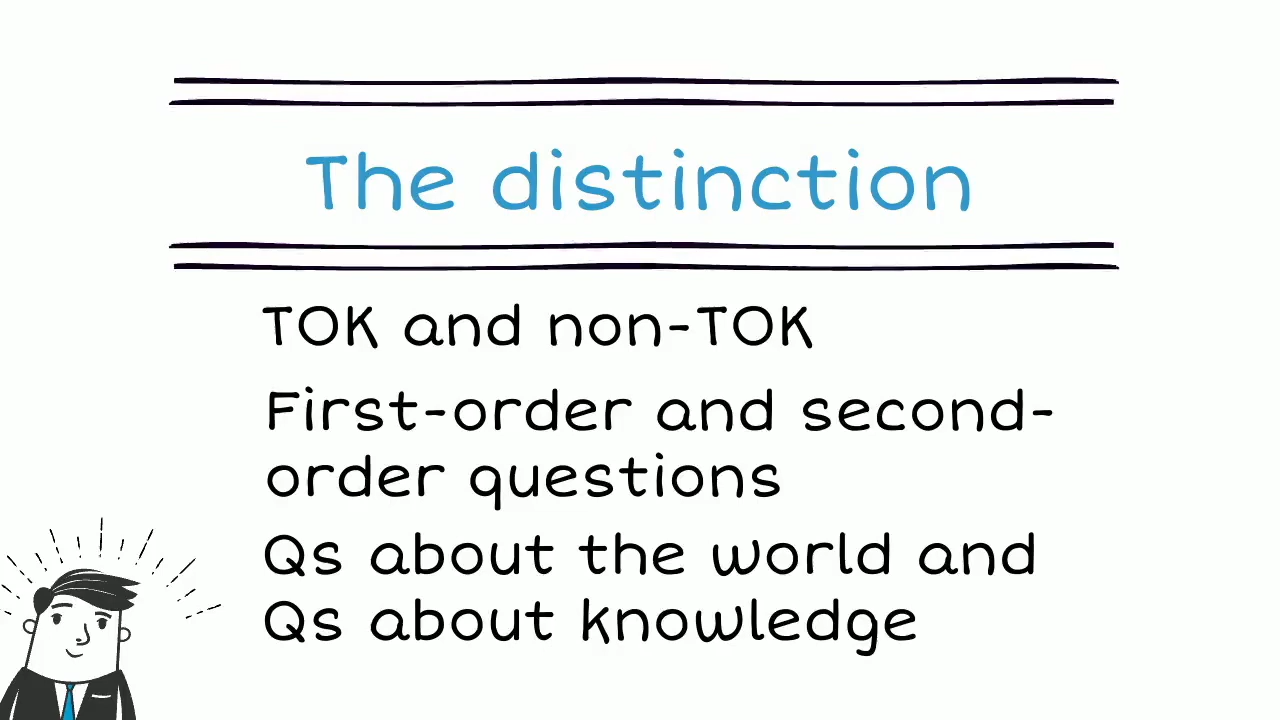 The distinction
TOK and non-TOK
First-order and second-
order questions
Qs about the world and
Qs about knowledge